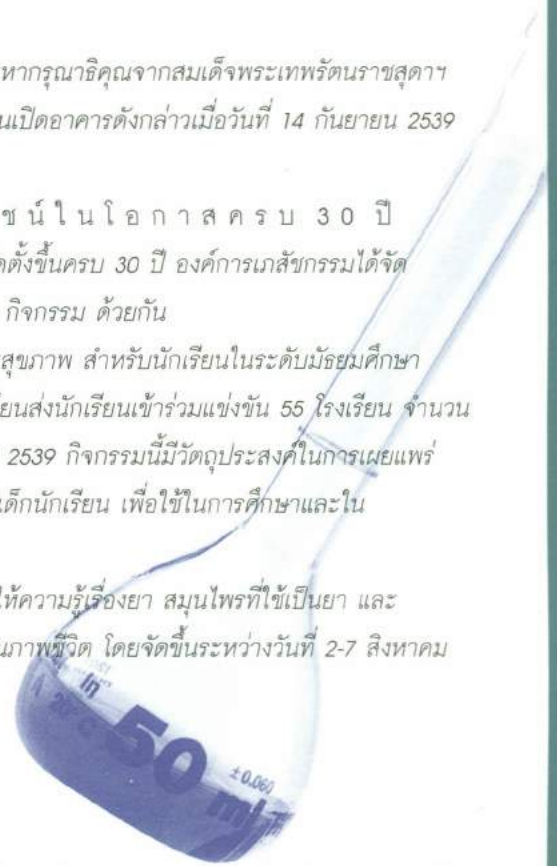 หากรุณาธิคุณจากสมเด็จพระเทพรัตนราชสุดาฯ
นเปิดอาคารดังกล่าวเมื่อวันที่ 14 กันยายน 2539
ช น์ ใ น โ อ ก า ส ค ร บ 3 0 ปี
ดตั้งขึ้นครบ 30 ปี องค์การเภสัชกรรมได้จัด
กิจกรรม ด้วยกัน
สุขภาพ สำหรับนักเรียนในระดับมัธยมศึกษา
ยนส่งนักเรียนเข้าร่วมแข่งขัน 55 โรงเรียน จำนวน
2539 กิจกรรมนี้มีวัตถุประสงค์ในการเผยแพร่
เด็กนักเรียน เพื่อใช้ในการศึกษาและใน
ให้ความรู้เรื่องยา สมุนไพรที่ใช้เป็นยา และ
นภาพชีวิต โดยจัดขึ้นระหว่างวันที่ 2-7 สิงหาคม
In
A 20° C
50 ml
±0.060